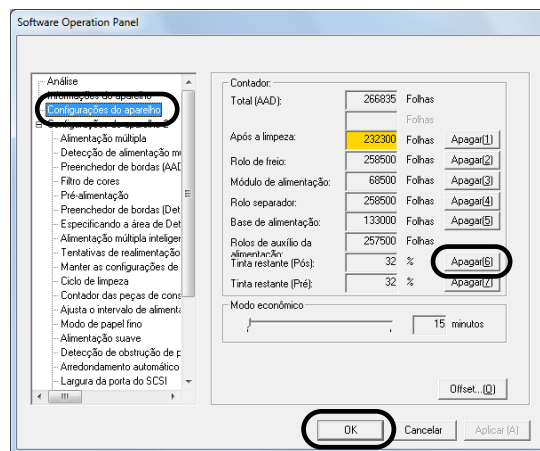 Software Operation Panel
Análise
Informações do aparelho
Configurações do aparelho
Configurações do aparelho 2
Alimentação múltipla
Detecção de alimentação mú
Preenchedor de bordas (AAD
Filtro de cores
Pré-alimentação
Preenchedor de bordas (Det
Especificando a área de Det
Alimentação múltipla inteliger
Tentativas de realimentação
Manter as configurações de
Ciclo de limpeza
Contador das peças de cons
Ajusta o intervalo de alimenta
Modo de papel fino
Alimentação suave
Detecção de obstrução de p
Arredondamento automático
Largura da porta do SCSI
Contador:
Total (AAD): 266835 Folhas
Folhas
Após a limpeza: 232300 Folhas Apagar(1)
Rolo de freio: 258500 Folhas Apagar(2)
Módulo de alimentação: 68500 Folhas Apagar(3)
Rolo separador: 258500 Folhas Apagar(4)
Base de alimentação: 133000 Folhas Apagar(5)
Rolos de auxílio da alimentação: 257500 Folhas
Tinta restante (Pós): 32 % Apagar(6)
Tinta restante (Pré): 32 % Apagar(7)
Modo econômico
15 minutos
Offset...(O)
OK Cancelar Aplicar (A)